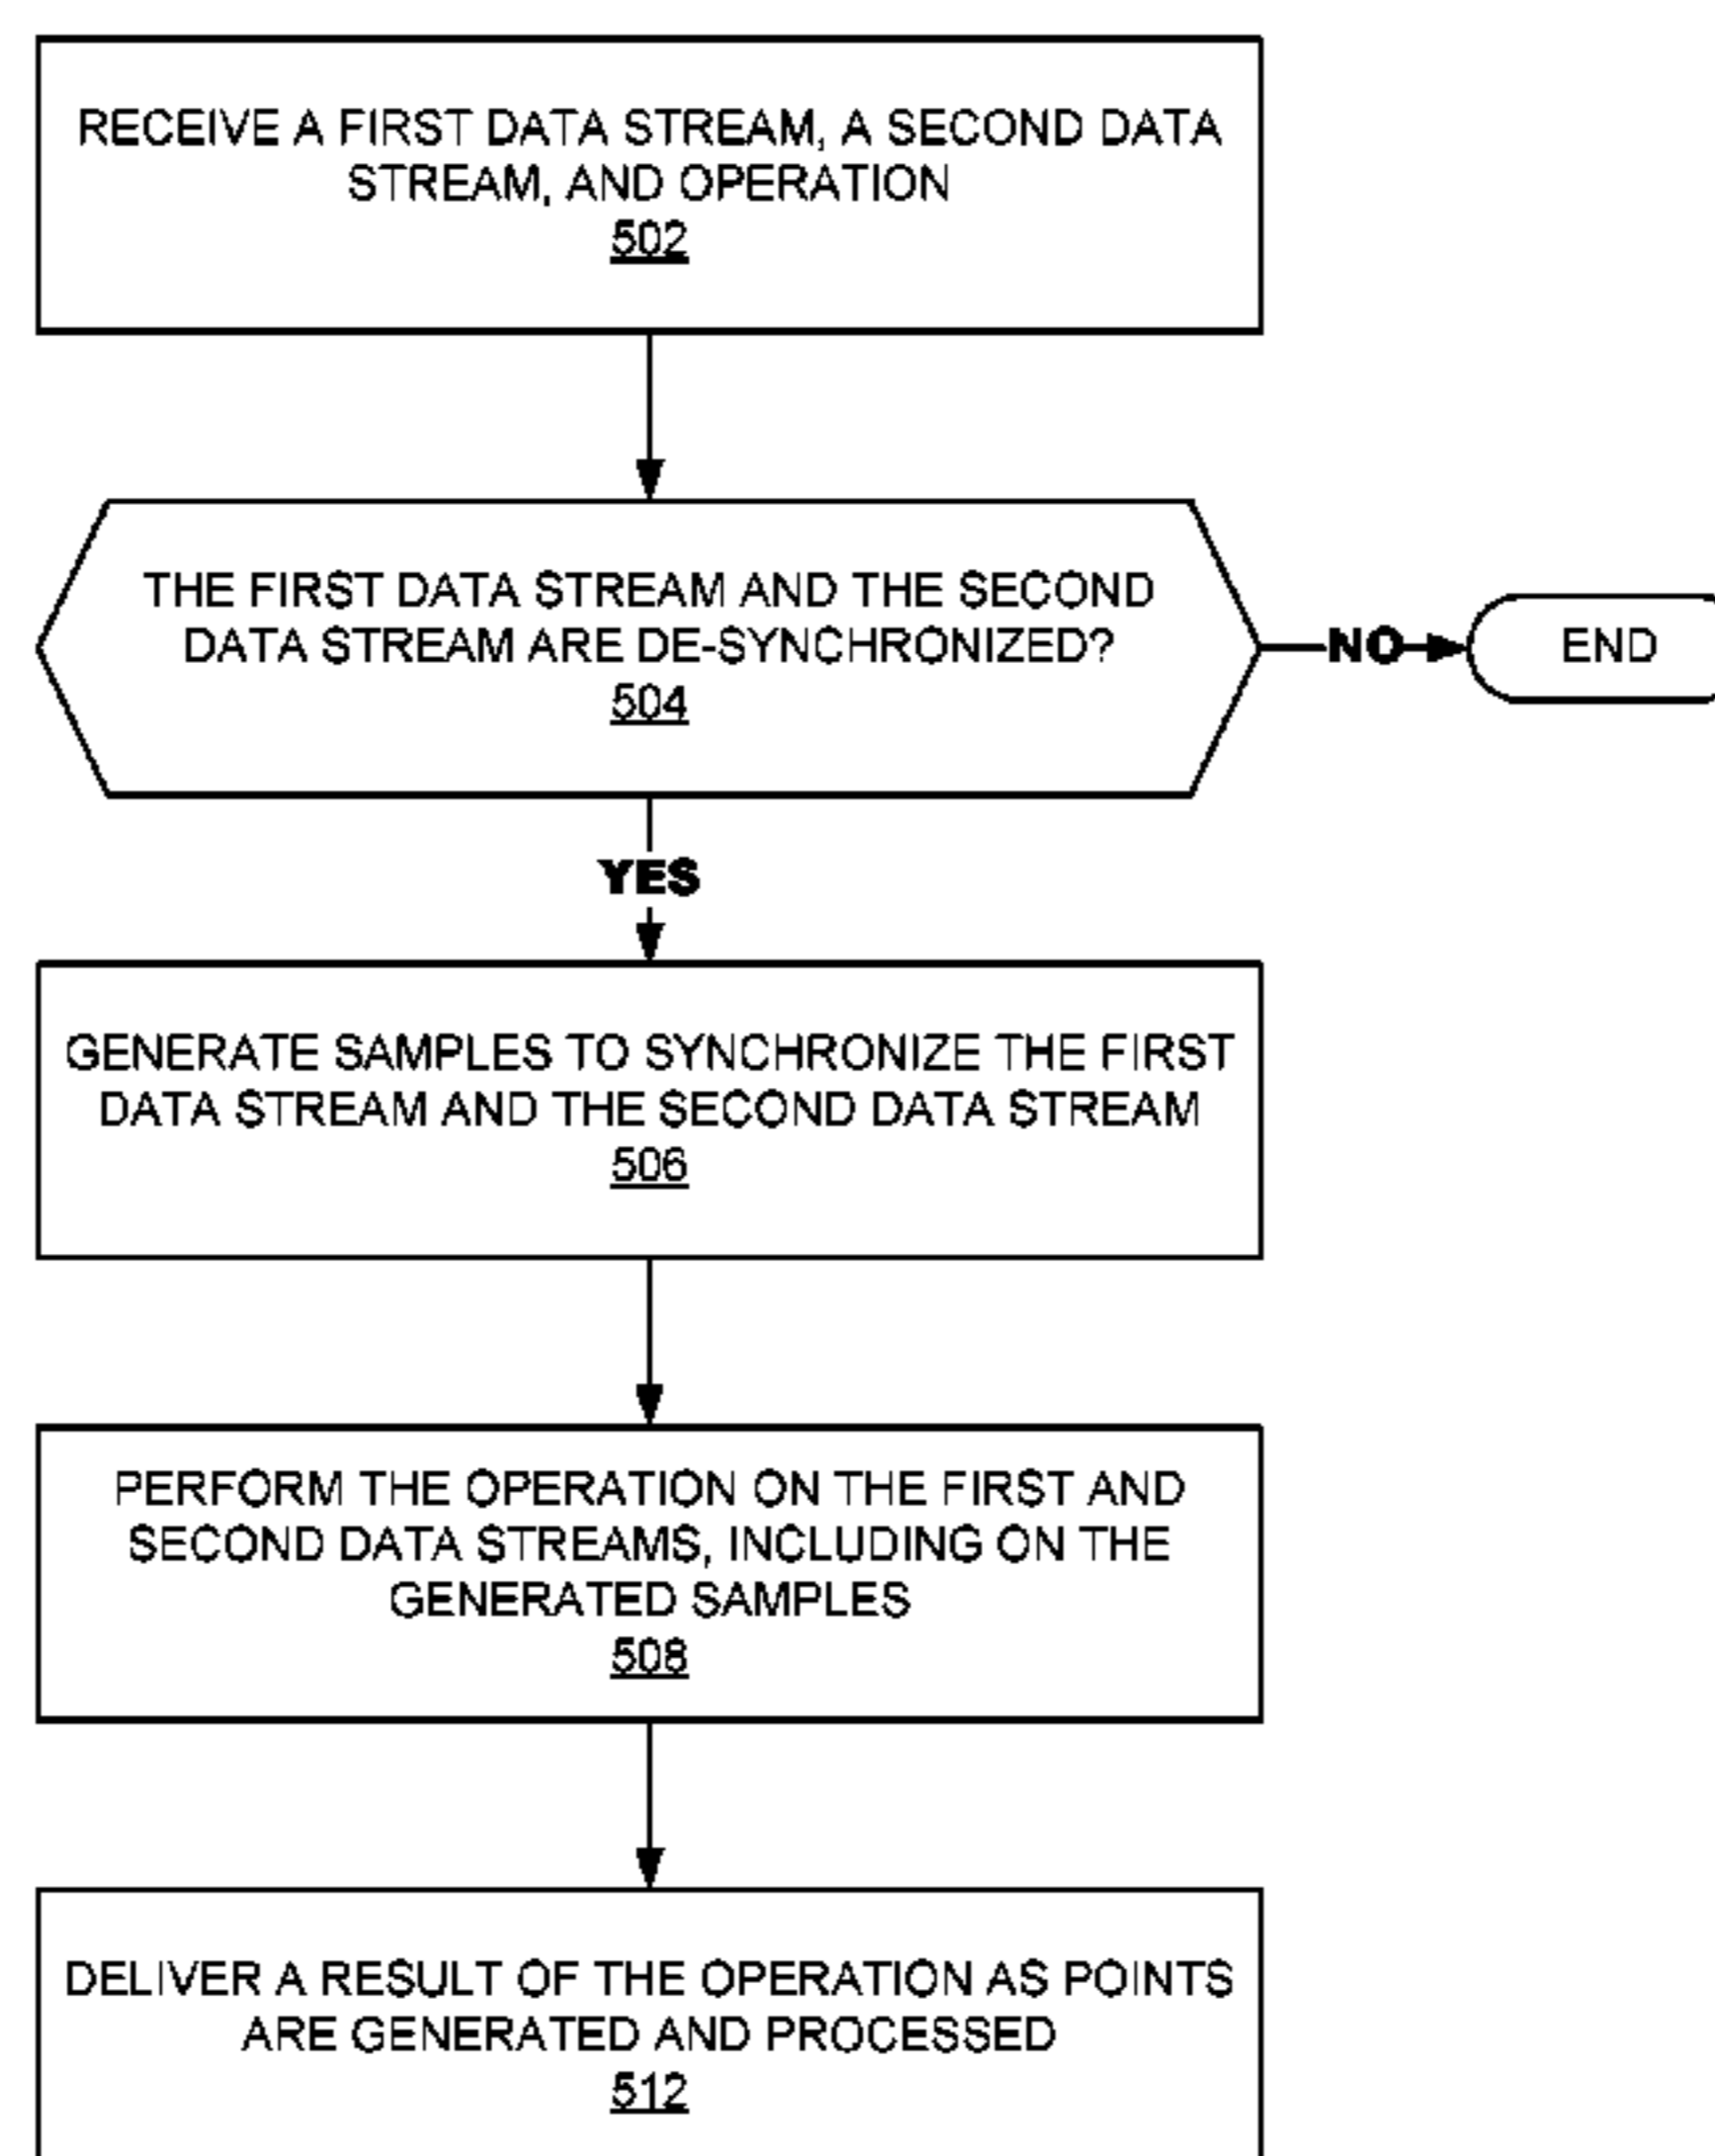 RECEIVE A FIRST DATA STREAM, A SECOND DATA
STREAM, AND OPERATION
502
THE FIRST DATA STREAM AND THE SECOND
DATA STREAM ARE DE-SYNCHRONIZED?
504
NO
END
YES
GENERATE SAMPLES TO SYNCHRONIZE THE FIRST
DATA STREAM AND THE SECOND DATA STREAM
506
PERFORM THE OPERATION ON THE FIRST AND
SECOND DATA STREAMS, INCLUDING ON THE
GENERATED SAMPLES
508
DELIVER A RESULT OF THE OPERATION AS POINTS
ARE GENERATED AND PROCESSED
512